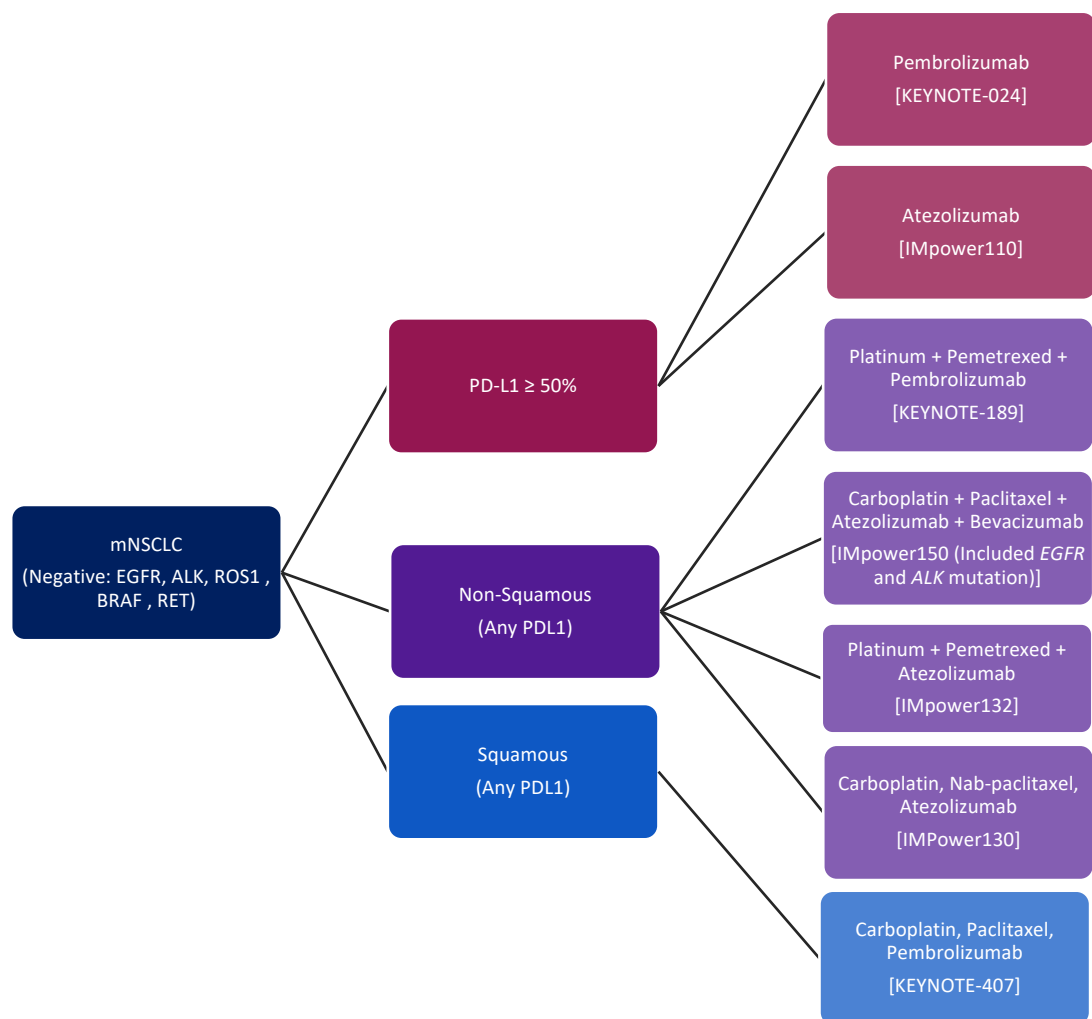 Pembrolizumab
[KEYNOTE-024]
Atezolizumab
[IMpower110]
PD-L1 ≥ 50%
Platinum + Pemetrexed +
Pembrolizumab
[KEYNOTE-189]
mNSCLC
(Negative: EGFR, ALK, ROS1 ,
BRAF , RET)
Carboplatin + Paclitaxel +
Atezolizumab + Bevacizumab
[IMpower150 (Included EGFR
and ALK mutation)]
Non-Squamous
(Any PDL1)
Platinum + Pemetrexed +
Atezolizumab
[IMpower132]
Squamous
(Any PDL1)
Carboplatin, Nab-paclitaxel,
Atezolizumab
[IMPower130]
Carboplatin, Paclitaxel,
Pembrolizumab
[KEYNOTE-407]